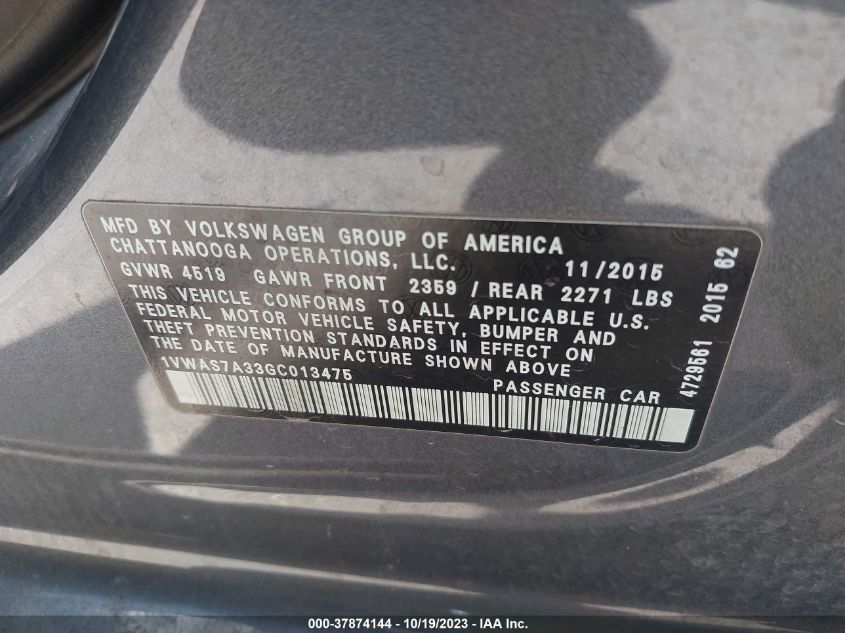 MFD BY VOLKSWAGEN GROUP OF AMERICA
CHATTANOOGA OPERATIONS, LLC. 11/2015
GVWR 4519 GAWR FRONT 2359 / REAR 2271 LBS
THIS VEHICLE CONFORMS TO ALL APPLICABLE U.S.
FEDERAL MOTOR VEHICLE SAFETY, BUMPER AND
THEFT PREVENTION STANDARDS IN EFFECT ON
THE DATE OF MANUFACTURE SHOWN ABOVE
1VWAS7A33GC013475 PASSENGER CAR
4729561 2015 62
000-37874144 - 10/19/2023 - IAA Inc.